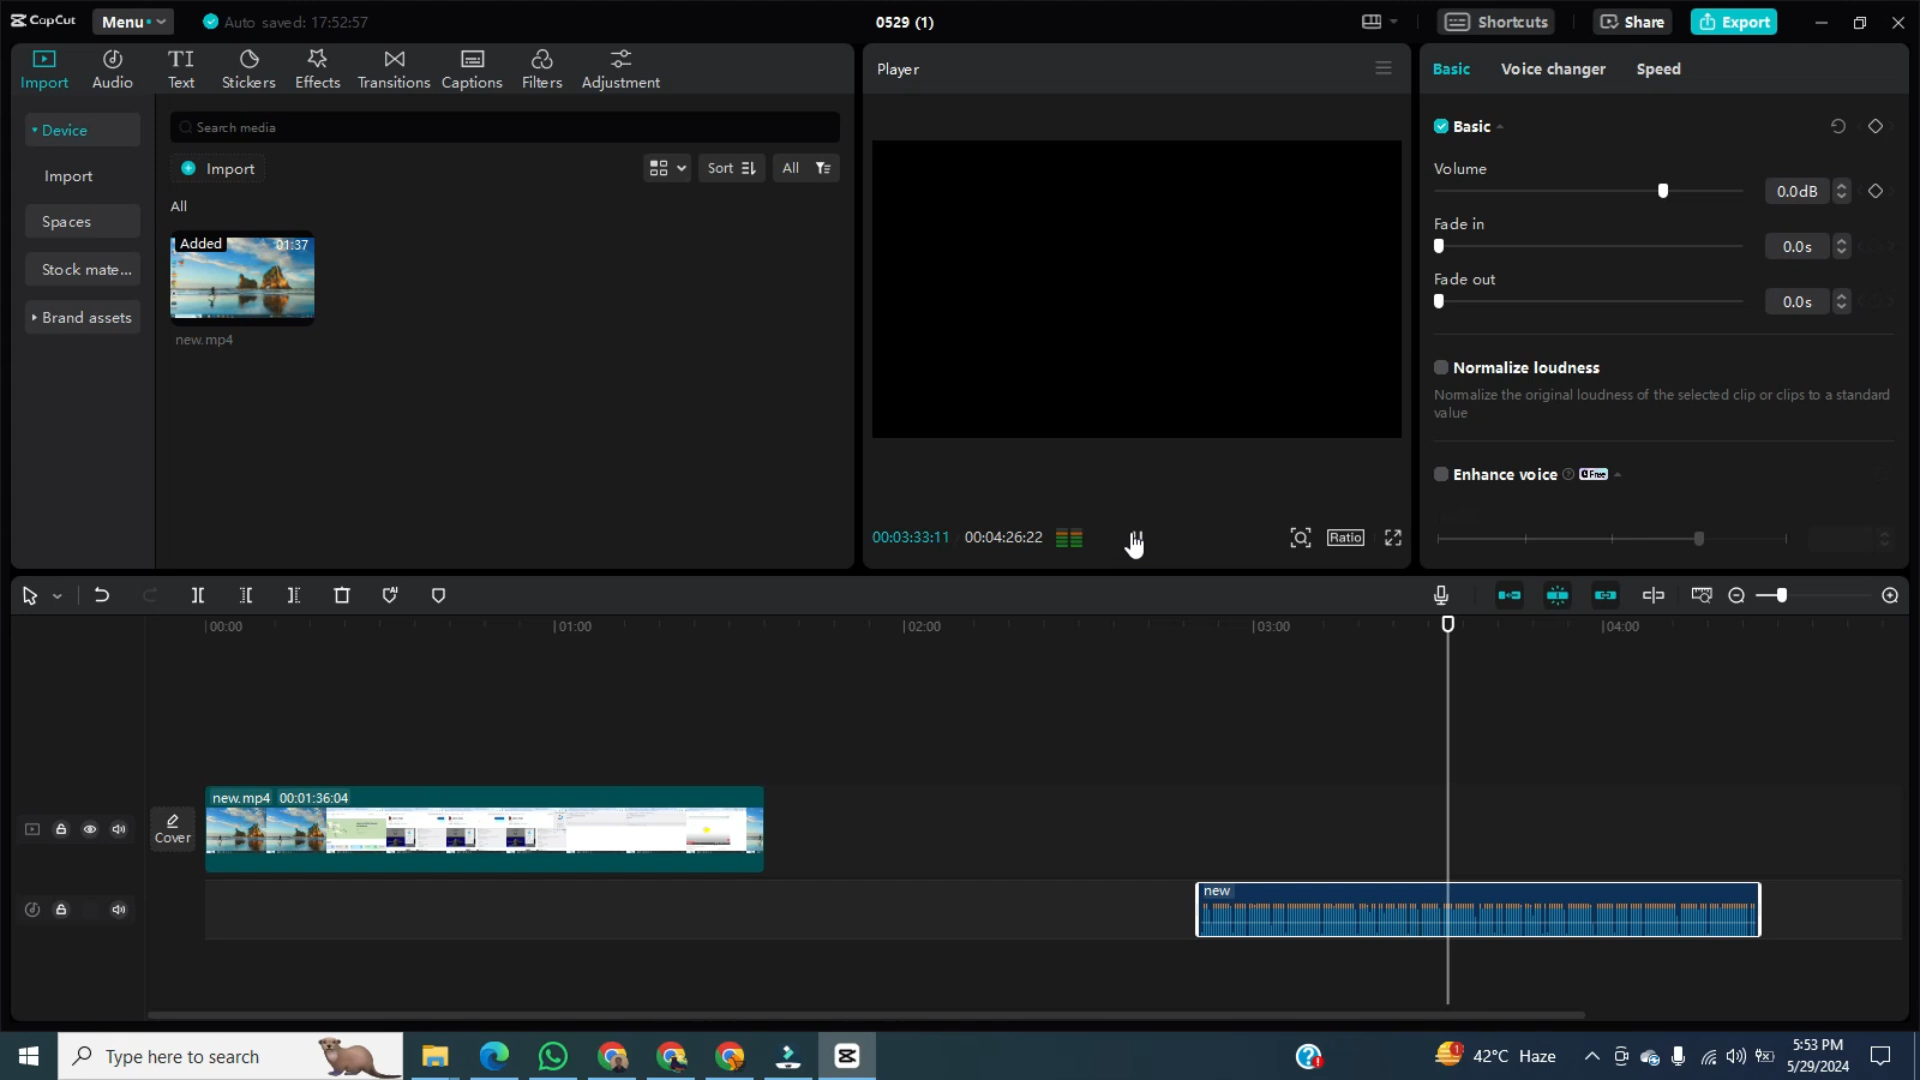 CapCut
Menu
Auto saved: 17:52:57
0529 (1)
Shortcuts
Share
Export
Import
Audio
Text
Stickers
Effects
Transitions
Captions
Filters
Adjustment
Player
Basic
Voice changer
Speed
Device
Import
Spaces
Stock mate...
Brand assets
Search media
Import
Sort
All
All
Added
01:37
new.mp4
00:03:33:11
00:04:26:22
Ratio
Basic
Volume
0.0dB
Fade in
0.0s
Fade out
0.0s
Normalize loudness
Normalize the original loudness of the selected clip or clips to a standard
value
Enhance voice
Free
00:00
01:00
02:00
03:00
04:00
new.mp4 00:01:36:04
Cover
new
Type here to search
42°C Haze
5:53 PM
5/29/2024